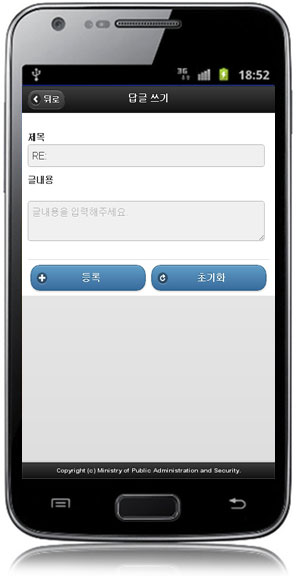 3G 18:52
뒤로 답글 쓰기
제목
RE:
글내용
글내용을 입력해주세요
등록 초기화
Copyright (c) Ministry of Public Administration and Security.